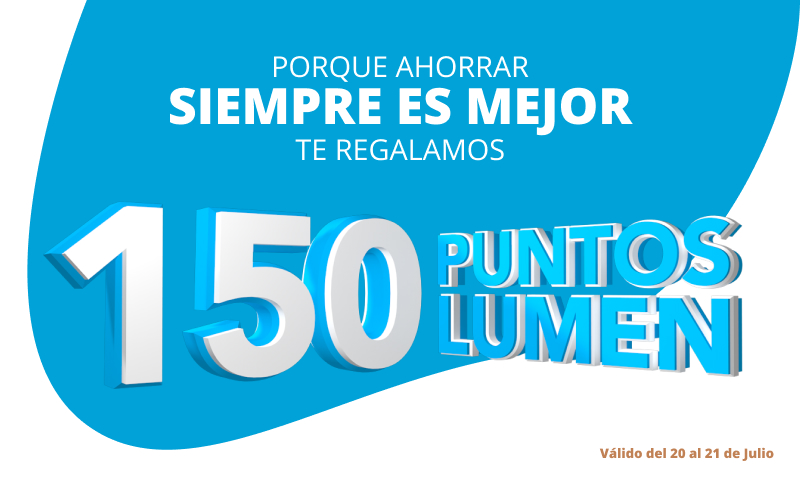 PORQUE AHORRAR
SIEMPRE ES MEJOR
TE REGALAMOS
150 PUNTOS
LUMEN
Válido del 20 al 21 de Julio